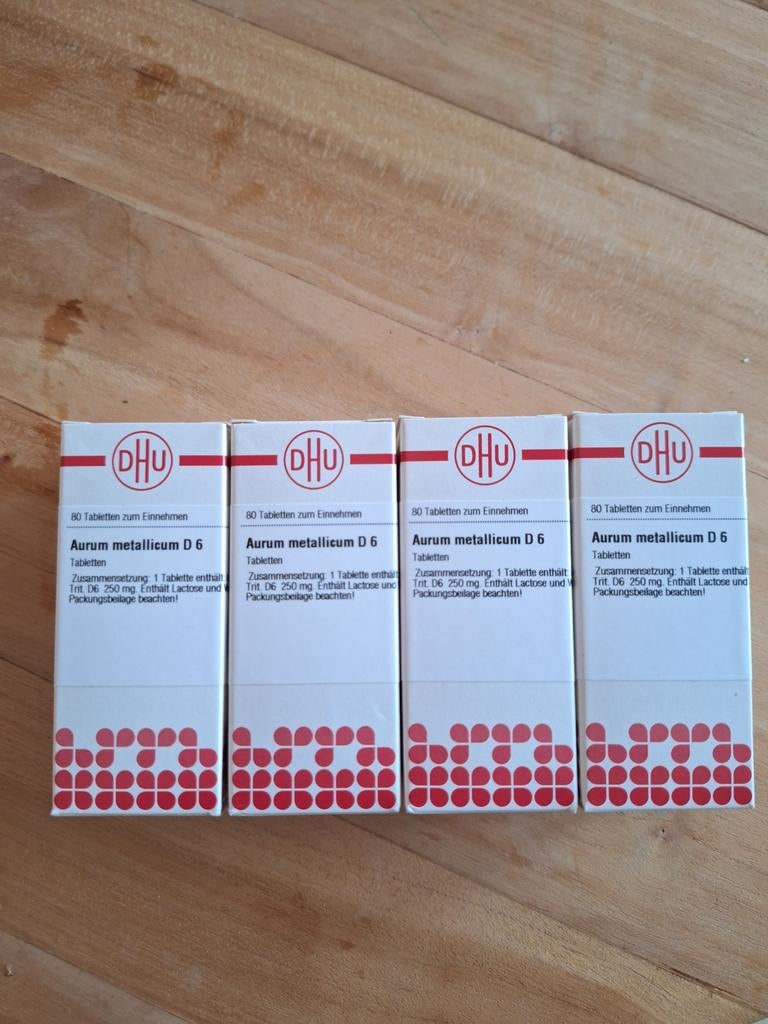 DHU
80 Tabletten zum Einnehmen
Aurum metallicum D 6
Tabletten
Zusammensetzung: 1 Tablette enthält:
Trit. D6 250 mg. Enthält Lactose und W
Packungsbeilage beachten!
DHU
80 Tabletten zum Einnehmen
Aurum metallicum D 6
Tabletten
Zusammensetzung: 1 Tablette enthält
Trit. D6 250 mg. Enthält Lactose und
Packungsbeilage beachten!
DHU
80 Tabletten zum Einnehmen
Aurum metallicum D 6
Tabletten
Zusammensetzung: 1 Tablette enthält:
Trit. D6 250 mg. Enthält Lactose und W
Packungsbeilage beachten!
DHU
80 Tabletten zum Einnehmen
Aurum metallicum D 6
Tabletten
Zusammensetzung: 1 Tablette enthält
Trit. D6 250 mg. Enthält Lactose und
Packungsbeilage beachten!